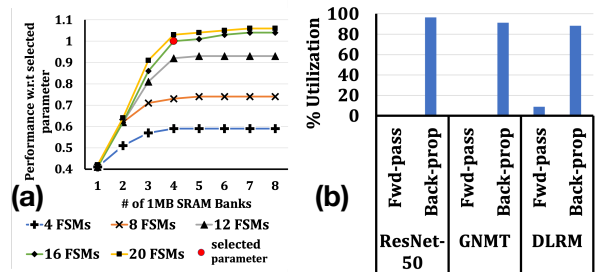 Performance w.r.t selected
parameter
1.1
1
0.9
0.8
0.7
0.6
0.5
0.4
1 2 3 4 5 6 7 8
# of 1MB SRAM Banks
(a)
4 FSMs 8 FSMs 12 FSMs
16 FSMs 20 FSMs selected
parameter
% Utilization
100
80
60
40
20
0
Fwd-pass
Back-prop
Fwd-pass
Back-prop
Fwd-pass
Back-prop
(b)
ResNet-
50
GNMT
DLRM